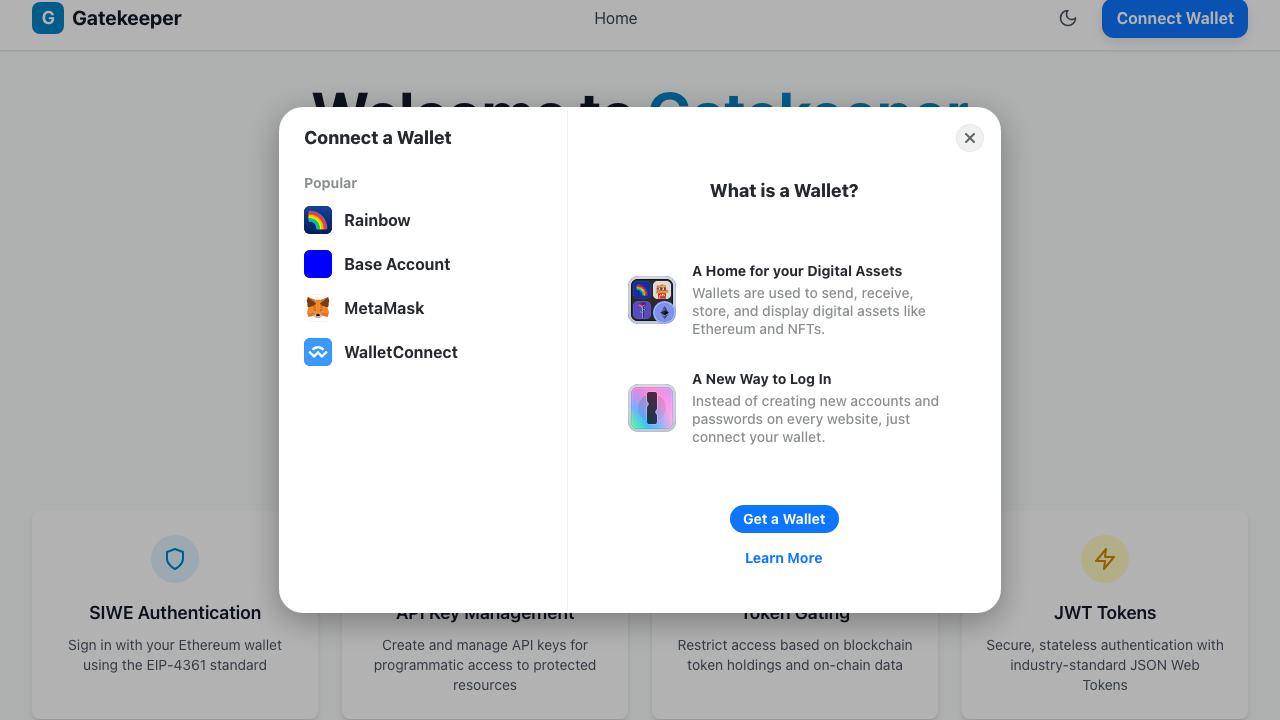 G Gatekeeper
Home
Connect Wallet
Welcome to Gatekeeper
Connect a Wallet
Popular
Rainbow
Base Account
MetaMask
WalletConnect
What is a Wallet?
A Home for your Digital Assets
Wallets are used to send, receive,
store, and display digital assets like
Ethereum and NFTs.
A New Way to Log In
Instead of creating new accounts and
passwords on every website, just
connect your wallet.
Get a Wallet
Learn More
SIWE Authentication
Sign in with your Ethereum wallet
using the EIP-4361 standard
API Key Management
Create and manage API keys for
programmatic access to protected
resources
Token Gating
Restrict access based on blockchain
token holdings and on-chain data
JWT Tokens
Secure, stateless authentication with
industry-standard JSON Web
Tokens